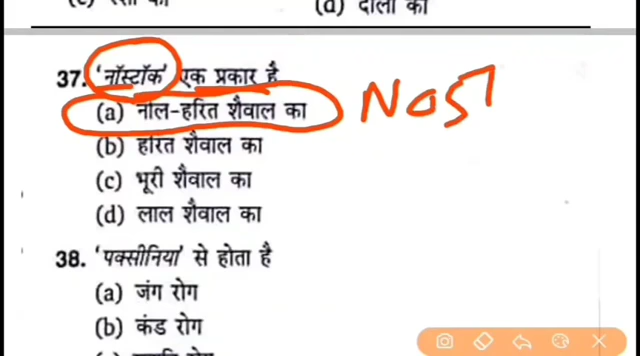 (d) दालों का
37. 'नॉस्टॉक' एक प्रकार है
(a) नील-हरित शैवाल का
NOST
(b) हरित शैवाल का
(c) भूरी शैवाल का
(d) लाल शैवाल का
38. 'पक्सीनिया' से होता है
(a) जंग रोग
(b) कंड रोग